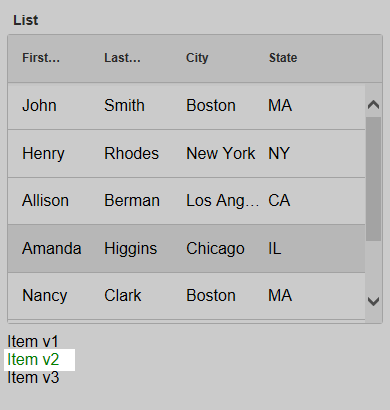 List
First... Last... City State
John Smith Boston MA
Henry Rhodes New York NY
Allison Berman Los Ang... CA
Amanda Higgins Chicago IL
Nancy Clark Boston MA
Item v1
Item v2
Item v3